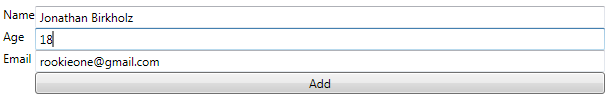 Name Jonathan Birkholz
Age 18
Email rookieone@gmail.com
Add